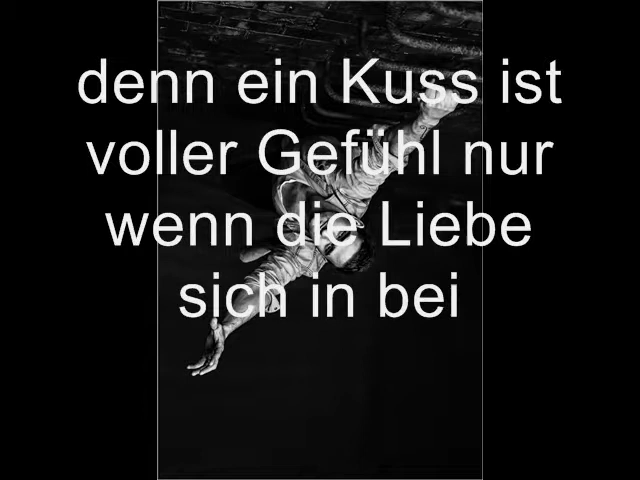 denn ein Kuss ist
voller Gefühl nur
wenn die Liebe
sich in bei